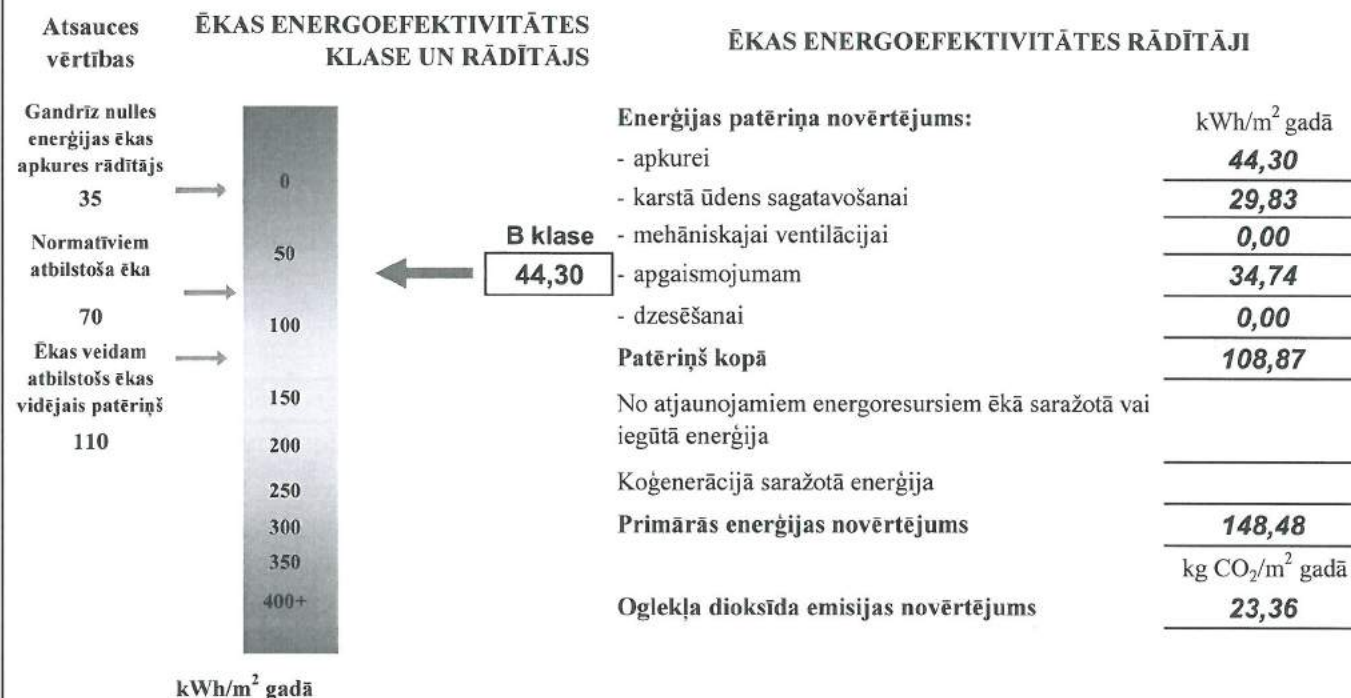 Atsauces
vērtības
ĒKAS ENERGOEFEKTIVITĀTES
KLASE UN RĀDĪTĀJS
ĒKAS ENERGOEFEKTIVITĀTES RĀDĪTĀJI
Gandrīz nulles
enerģijas ēkas
apkures rādītājs
35
Normatīviem
atbilstoša ēka
70
Ēkas veidam
atbilstošs ēkas
vidējais patēriņš
110
0
50
100
150
200
250
300
350
400+
kWh/m² gadā
B klase
44,30
Enerģijas patēriņa novērtējums: kWh/m² gadā
- apkurei 44,30
- karstā ūdens sagatavošanai 29,83
- mehāniskajai ventilācijai 0,00
- apgaismojumam 34,74
- dzesēšanai 0,00
Patēriņš kopā 108,87
No atjaunojamiem energoresursiem ēkā saražotā vai
iegūtā enerģija
Koģenerācijā saražotā enerģija
Primārās enerģijas novērtējums 148,48
kg CO₂/m² gadā
Oglekļa dioksīda emisijas novērtējums 23,36